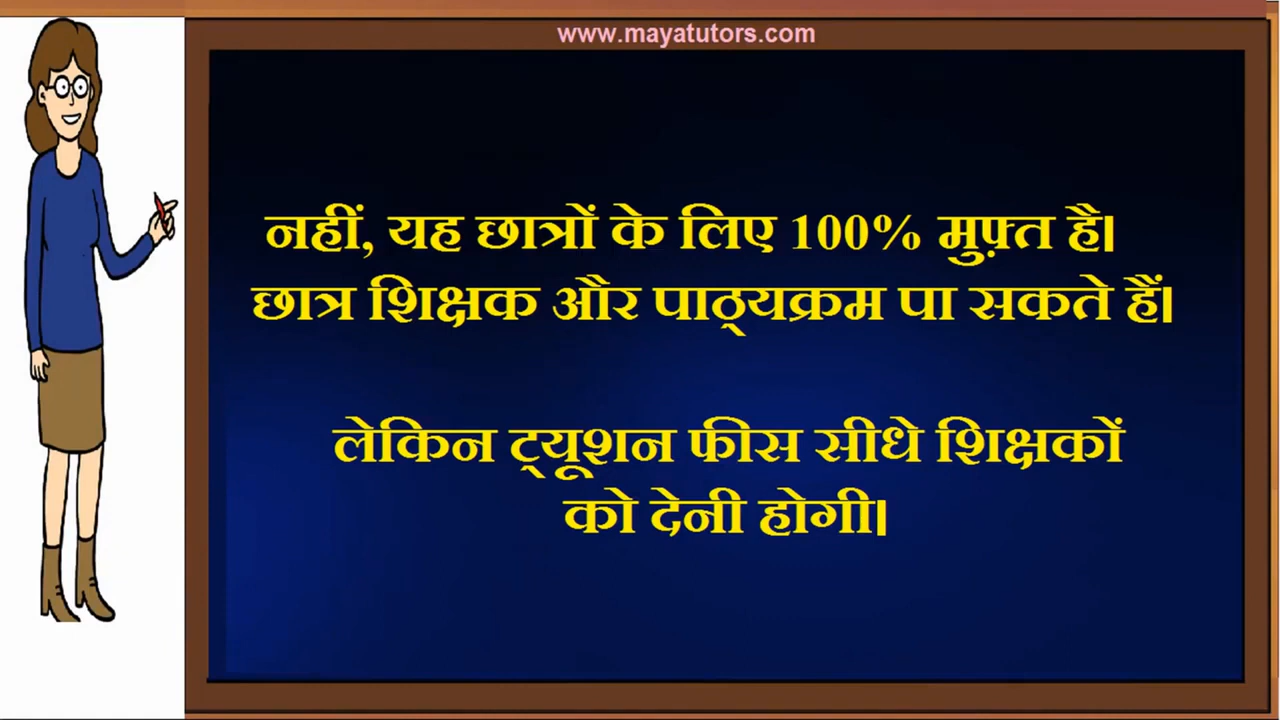 www.mayatutors.com
नहीं, यह छात्रों के लिए 100% मुफ़्त है।
छात्र शिक्षक और पाठ्यक्रम पा सकते हैं।
लेकिन ट्यूशन फीस सीधे शिक्षकों
को देनी होगी।